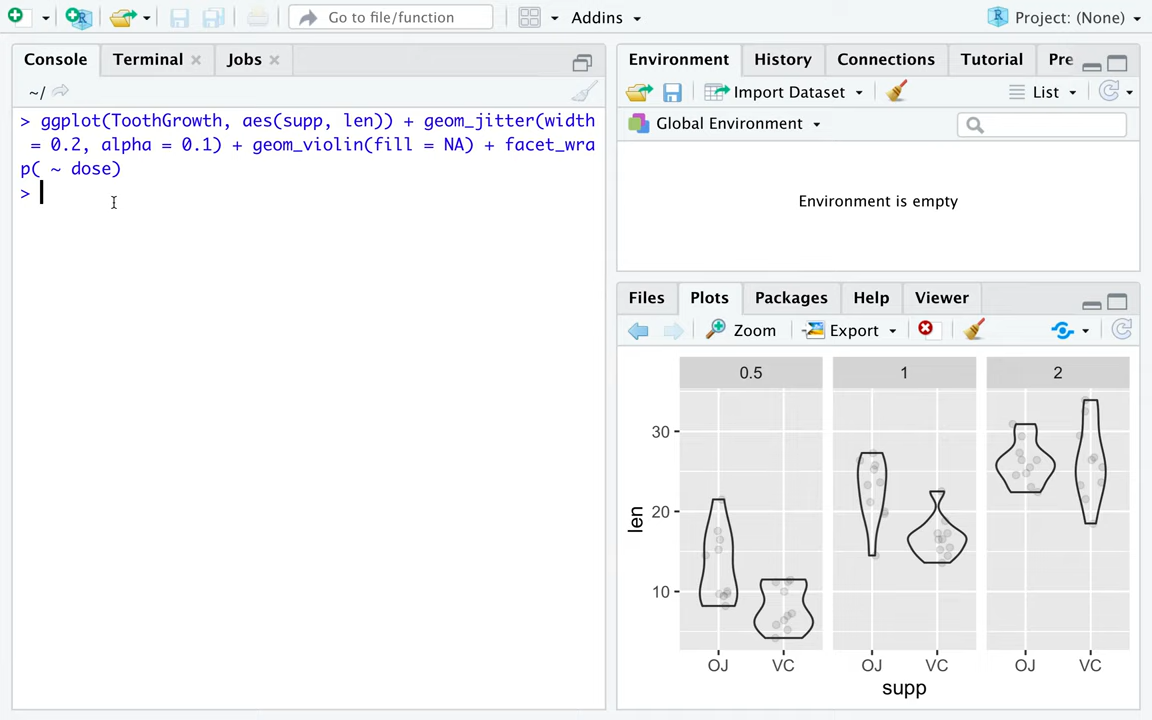 Go to file/function
Addins
Project: (None)
Console
Terminal
Jobs
~/
> ggplot(ToothGrowth, aes(supp, len)) + geom_jitter(width
= 0.2, alpha = 0.1) + geom_violin(fill = NA) + facet_wra
p( ~ dose)
>
Environment
History
Connections
Tutorial
Pre
Import Dataset
List
Global Environment
Environment is empty
Files
Plots
Packages
Help
Viewer
Zoom
Export
0.5
1
2
30
20
10
len
OJ
VC
OJ
VC
OJ
VC
supp